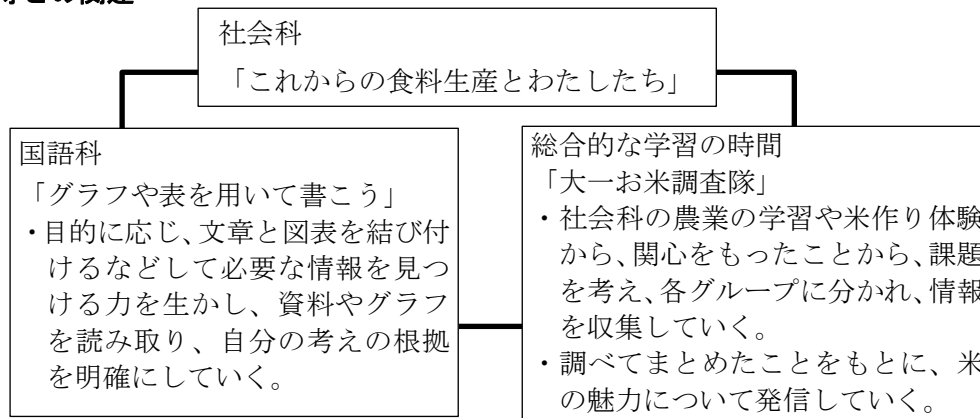 社会科
「これからの食料生産とわたしたち」
国語科
「グラフや表を用いて書こう」
・目的に応じ、文章と図表を結び付
けるなどして必要な情報を見つ
ける力を生かし、資料やグラフ
を読み取り、自分の考えの根拠
を明確にしていく。
総合的な学習の時間
「大一お米調査隊」
・社会科の農業の学習や米作り体験
から、関心をもったことから、課題
を考え、各グループに分かれ、情報
を収集していく。
・調べてまとめたことをもとに、米
の魅力について発信していく。